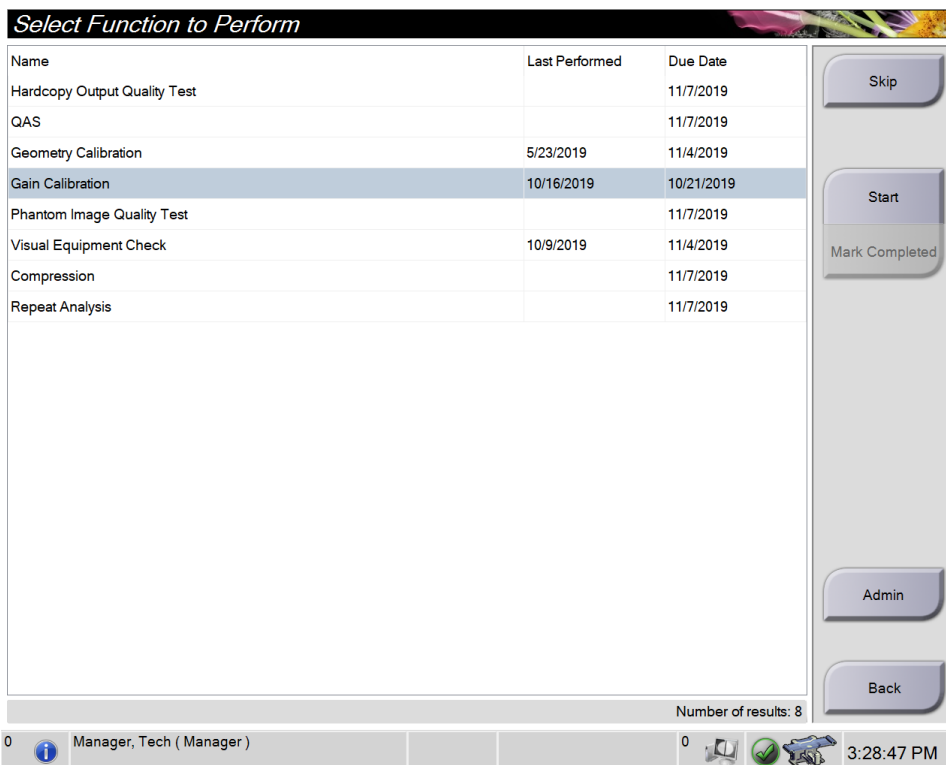 Select Function to Perform
Name Last Performed Due Date
Hardcopy Output Quality Test 11/7/2019
QAS 11/7/2019
Geometry Calibration 5/23/2019 11/4/2019
Gain Calibration 10/16/2019 10/21/2019
Phantom Image Quality Test 11/7/2019
Visual Equipment Check 10/9/2019 11/4/2019
Compression 11/7/2019
Repeat Analysis 11/7/2019
Skip
Start
Mark Completed
Admin
Back
Number of results: 8
0 Manager, Tech ( Manager ) 0 3:28:47 PM